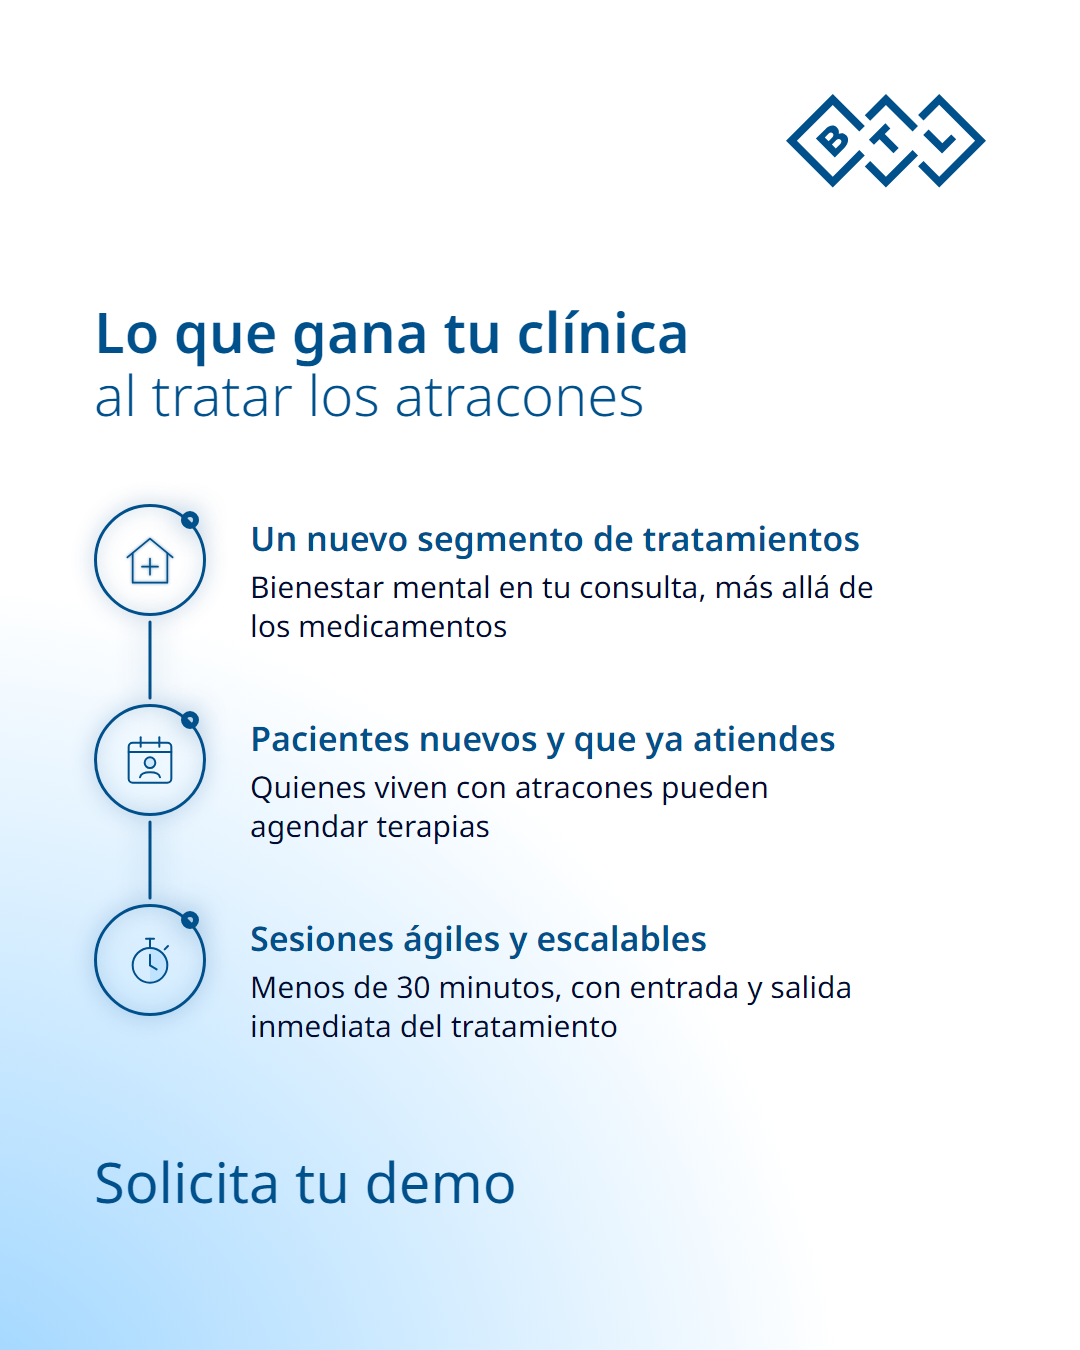 BTL
Lo que gana tu clínica
al tratar los atracones
Un nuevo segmento de tratamientos
Bienestar mental en tu consulta, más allá de
los medicamentos
Pacientes nuevos y que ya atiendes
Quienes viven con atracones pueden
agendar terapias
Sesiones ágiles y escalables
Menos de 30 minutos, con entrada y salida
inmediata del tratamiento
Solicita tu demo